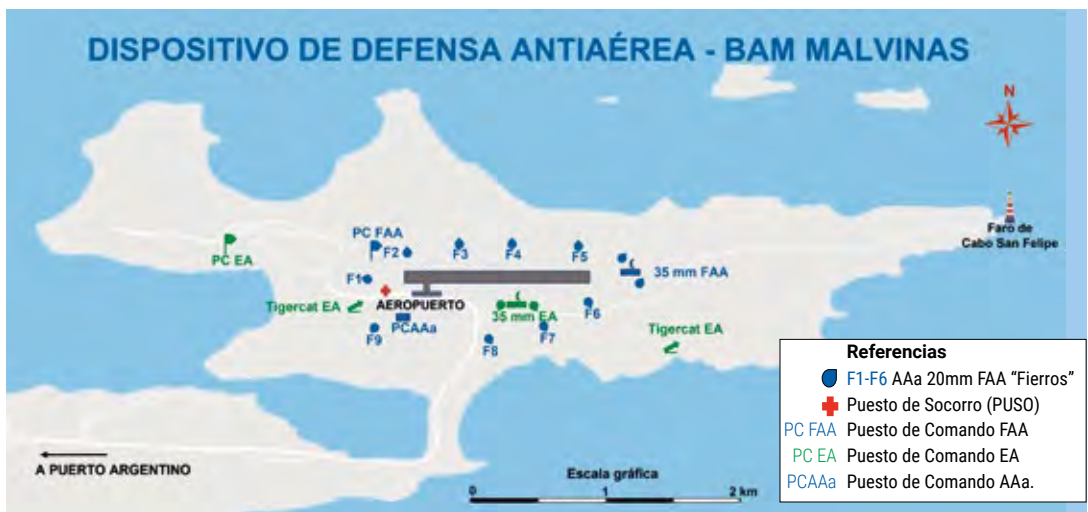 DISPOSITIVO DE DEFENSA ANTIAÉREA - BAM MALVINAS
N
Faro de
Cabo San Felipe
PC EA
PC FAA
F2
F3
F4
F5
35 mm FAA
F1
AEROPUERTO
Tigercat EA
PCAAa
35 mm EA
F6
F9
F8
F7
Tigercat EA
A PUERTO ARGENTINO
Escala gráfica
0 1 2 km
Referencias
F1-F6 AAa 20mm FAA “Fierros”
Puesto de Socorro (PUSO)
PC FAA Puesto de Comando FAA
PC EA Puesto de Comando EA
PCAAa Puesto de Comando AAa.